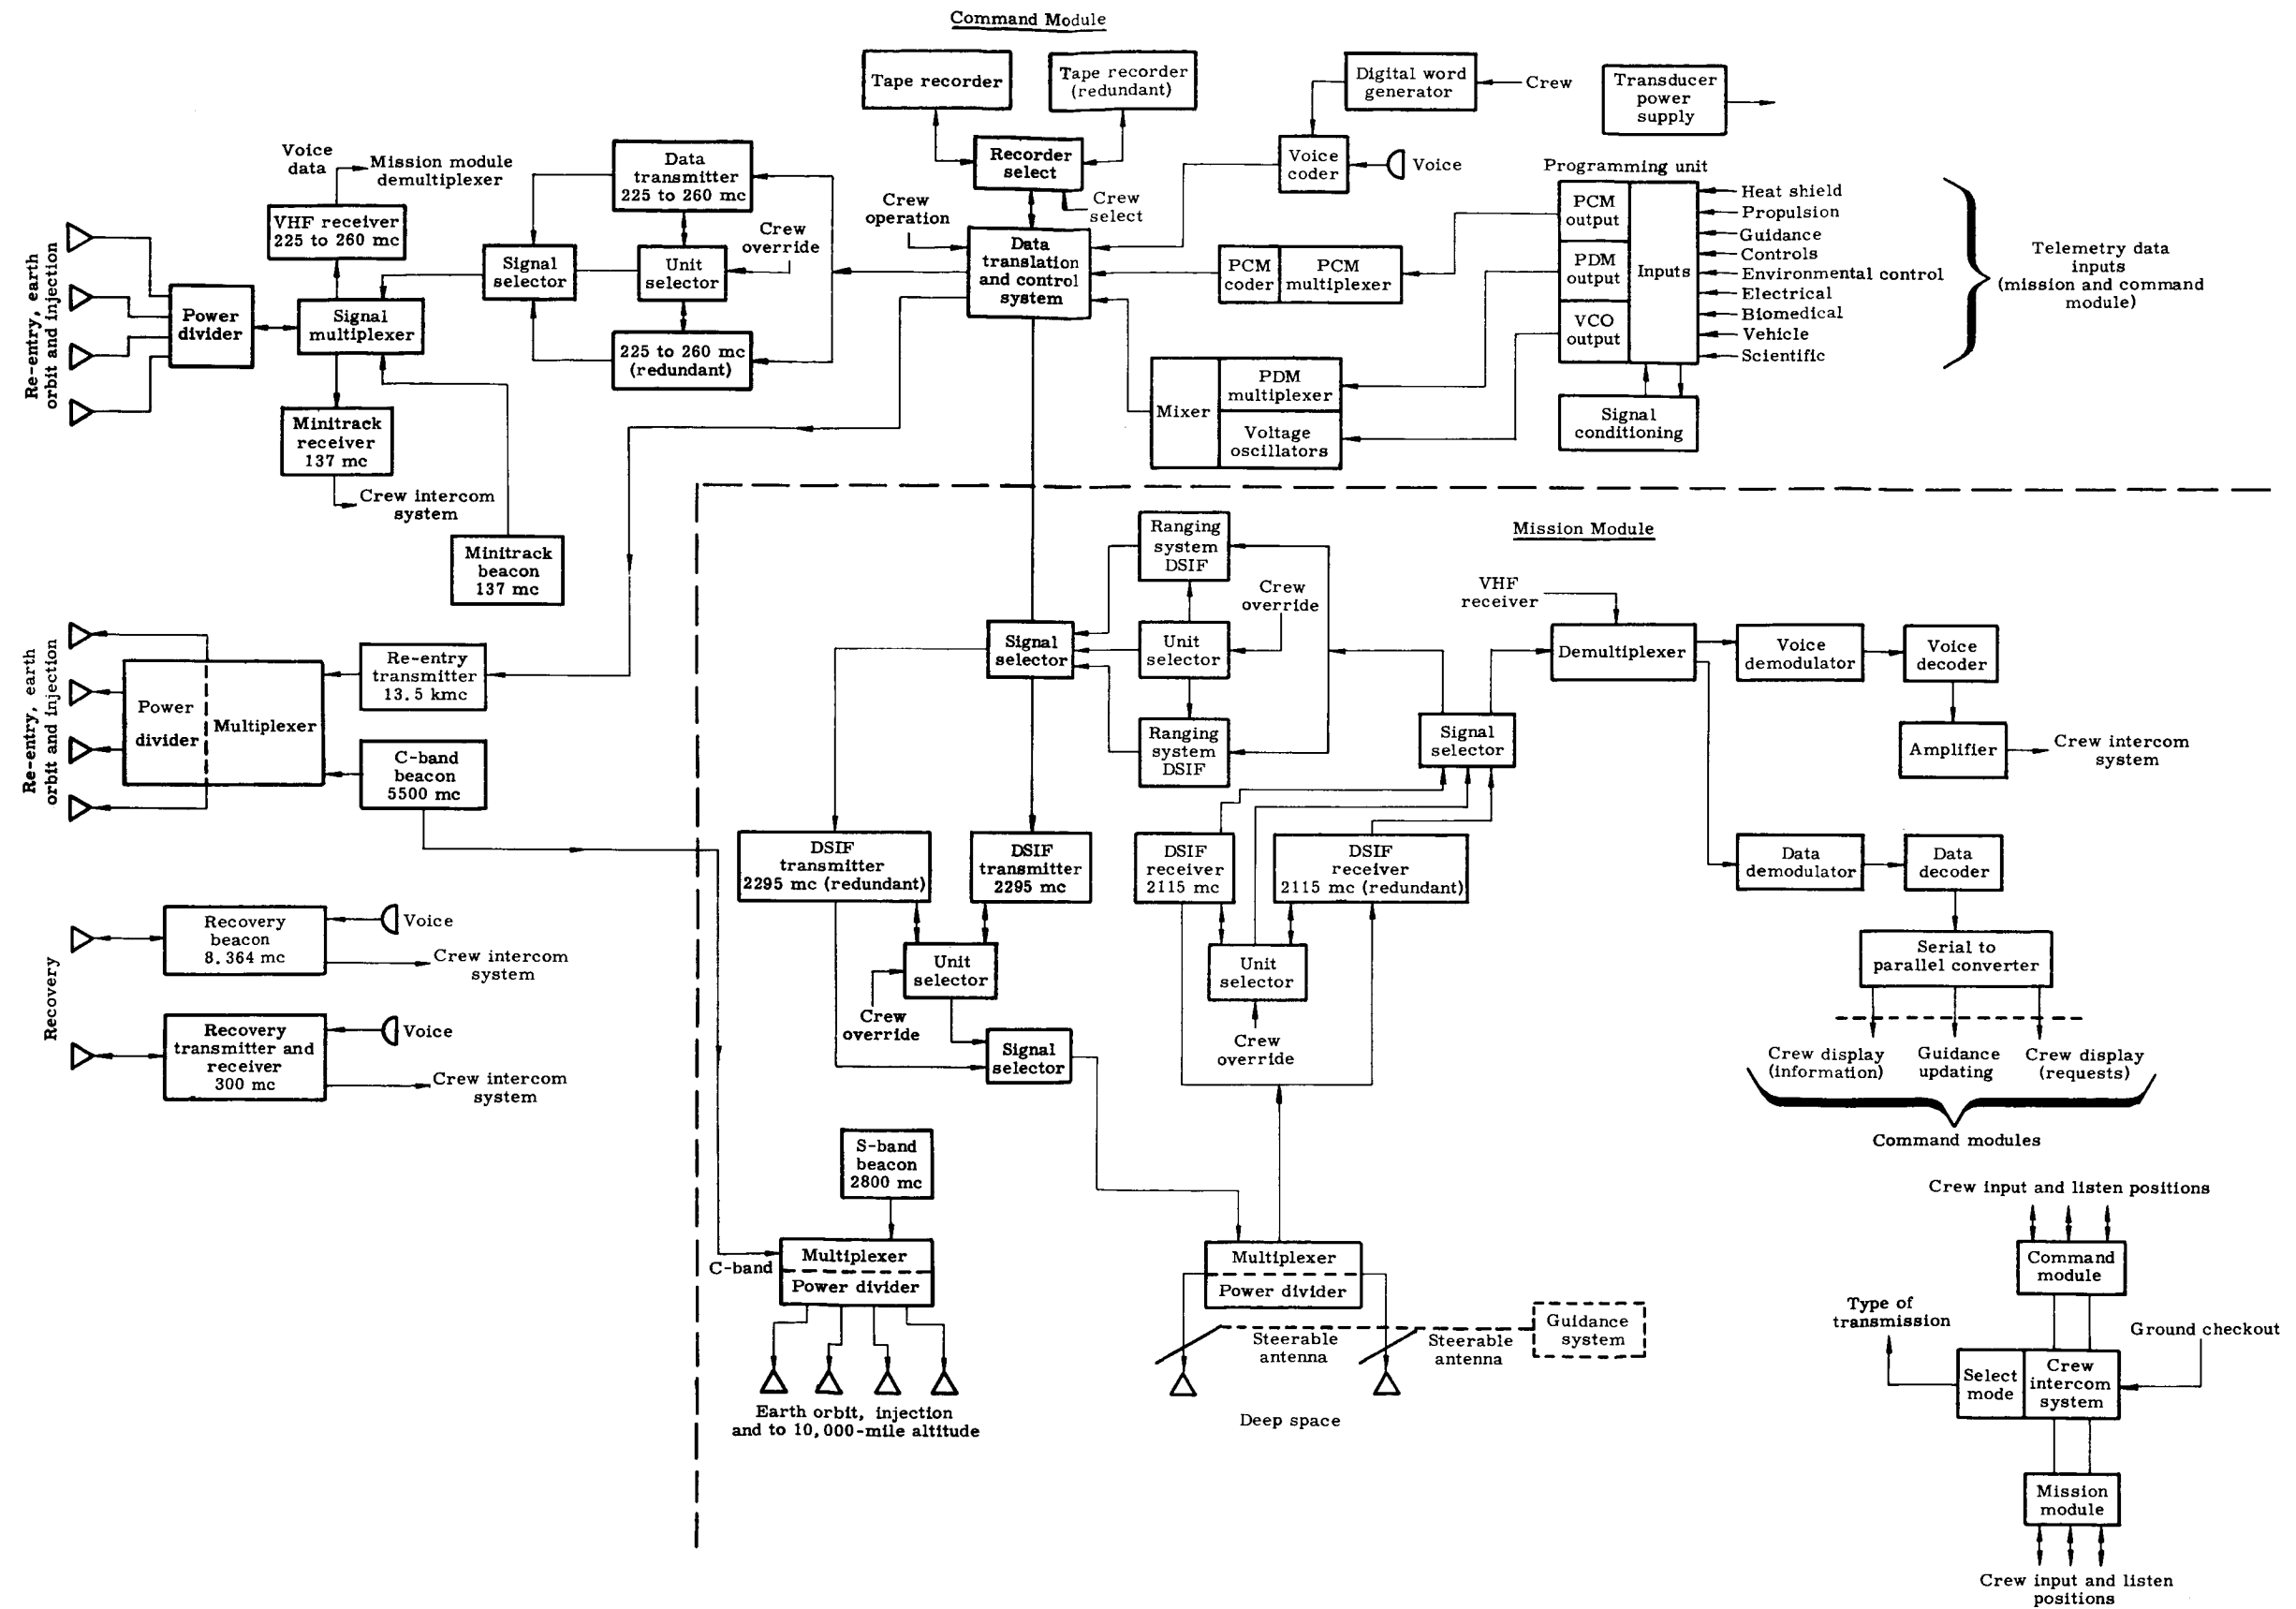 Command Module
Tape recorder
Tape recorder
(redundant)
Digital word
generator
Crew
Transducer
power
supply
Recorder
select
Crew
select
Voice
coder
Voice
Voice
data
Mission module
demultiplexer
VHF receiver
225 to 260 mc
Data
transmitter
225 to 260 mc
Crew
override
Crew
operation
Signal
selector
Unit
selector
225 to 260 mc
(redundant)
Data
translation
and control
system
PCM
coder
PCM
multiplexer
Programming unit
PCM
output
PDM
output
VCO
output
Inputs
Heat shield
Propulsion
Guidance
Controls
Environmental control
Electrical
Biomedical
Vehicle
Scientific
Telemetry data
inputs
(mission and command
module)
Signal
conditioning
Mixer
PDM
multiplexer
Voltage
oscillators
Re-entry, earth
orbit and injection
Power
divider
Signal
multiplexer
Minitrack
receiver
137 mc
Crew intercom
system
Minitrack
beacon
137 mc
Re-entry, earth
orbit and injection
Power
divider
Multiplexer
Re-entry
transmitter
13.5 kmc
C-band
beacon
5500 mc
Recovery
Recovery
beacon
8.364 mc
Voice
Crew intercom
system
Recovery
transmitter and
receiver
300 mc
Voice
Crew intercom
system
Mission Module
Ranging
system
DSIF
Crew
override
Signal
selector
Unit
selector
Ranging
system
DSIF
VHF
receiver
Demultiplexer
Voice
demodulator
Voice
decoder
Signal
selector
Amplifier
Crew intercom
system
DSIF
transmitter
2295 mc (redundant)
DSIF
transmitter
2295 mc
DSIF
receiver
2115 mc
DSIF
receiver
2115 mc (redundant)
Data
demodulator
Data
decoder
Unit
selector
Crew
override
Unit
selector
Crew
override
Signal
selector
Serial to
parallel converter
Crew display
(information)
Guidance
updating
Crew display
(requests)
Command modules
S-band
beacon
2800 mc
C-band
Multiplexer
Power divider
Earth orbit, injection
and to 10,000-mile altitude
Multiplexer
Power divider
Steerable
antenna
Steerable
antenna
Guidance
system
Deep space
Crew input and listen positions
Command
module
Type of
transmission
Ground checkout
Select
mode
Crew
intercom
system
Mission
module
Crew input and listen
positions